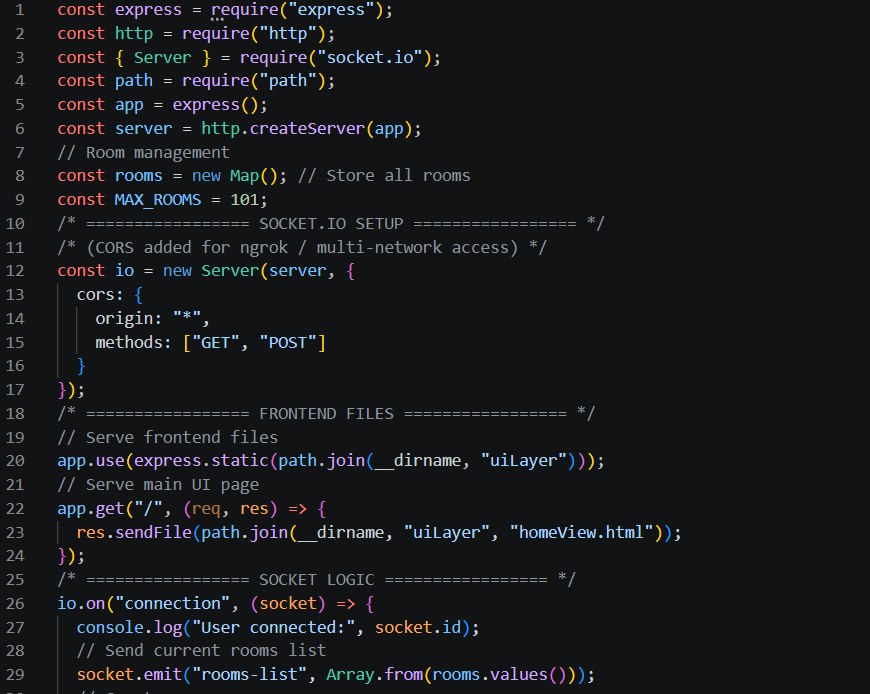 1 const express = require("express");
2 const http = require("http");
3 const { Server } = require("socket.io");
4 const path = require("path");
5 const app = express();
6 const server = http.createServer(app);
7 // Room management
8 const rooms = new Map(); // Store all rooms
9 const MAX_ROOMS = 101;
10 /* ================= SOCKET.IO SETUP ================= */
11 /* (CORS added for ngrok / multi-network access) */
12 const io = new Server(server, {
13   cors: {
14     origin: "*",
15     methods: ["GET", "POST"]
16   }
17 });
18 /* ================= FRONTEND FILES ================= */
19 // Serve frontend files
20 app.use(express.static(path.join(__dirname, "uiLayer")));
21 // Serve main UI page
22 app.get("/", (req, res) => {
23   res.sendFile(path.join(__dirname, "uiLayer", "homeView.html"));
24 });
25 /* ================= SOCKET LOGIC ================= */
26 io.on("connection", (socket) => {
27   console.log("User connected:", socket.id);
28   // Send current rooms list
29   socket.emit("rooms-list", Array.from(rooms.values()));